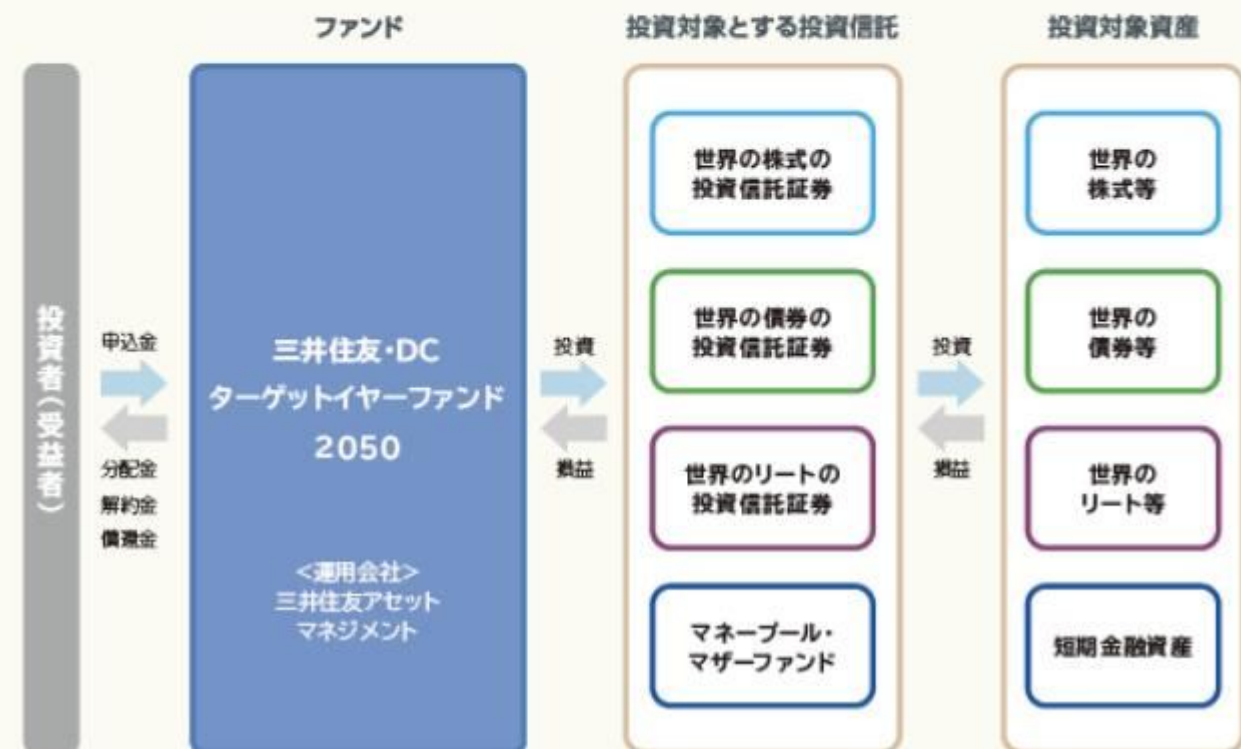 ファンド
投資対象とする投資信託
投資対象資産
投資者(受益者)
申込金
分配金
解約金
償還金
三井住友・DC
ターゲットイヤーファンド
2050
<運用会社>
三井住友アセット
マネジメント
投資
損益
世界の株式の
投資信託証券
世界の債券の
投資信託証券
世界のリートの
投資信託証券
マネープール・
マザーファンド
投資
損益
世界の
株式等
世界の
債券等
世界の
リート等
短期金融資産